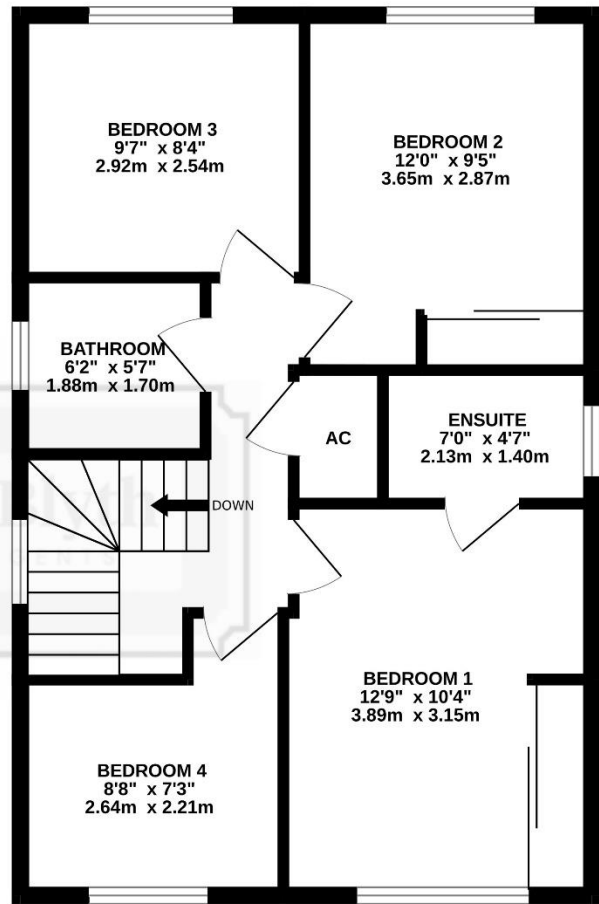 BEDROOM 3
9'7" x 8'4"
2.92m x 2.54m
BEDROOM 2
12'0" x 9'5"
3.65m x 2.87m
BATHROOM
6'2" x 5'7"
1.88m x 1.70m
AC
ENSUITE
7'0" x 4'7"
2.13m x 1.40m
DOWN
BEDROOM 1
12'9" x 10'4"
3.89m x 3.15m
BEDROOM 4
8'8" x 7'3"
2.64m x 2.21m